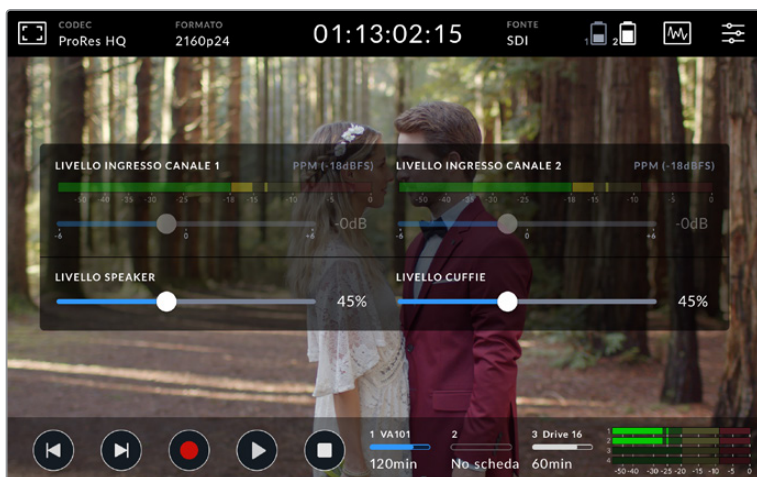 CODEC
ProRes HQ
FORMATO
2160p24
01:13:02:15
FONTE
SDI
1
2
LIVELLO INGRESSO CANALE 1
PPM (-18dBFS)
-50 -40 -35 -30 -25 -18 -15 -10 -5 0
-0dB
-6 0 +6
LIVELLO INGRESSO CANALE 2
PPM (-18dBFS)
-50 -40 -35 -30 -25 -18 -15 -10 -5 0
-0dB
-6 0 +6
LIVELLO SPEAKER
45%
LIVELLO CUFFIE
45%
1 VA101
120min
2
No scheda
3 Drive 16
60min
1
2
3
4
-50 -40 -30 -25 -20 -15 -10 -5 0